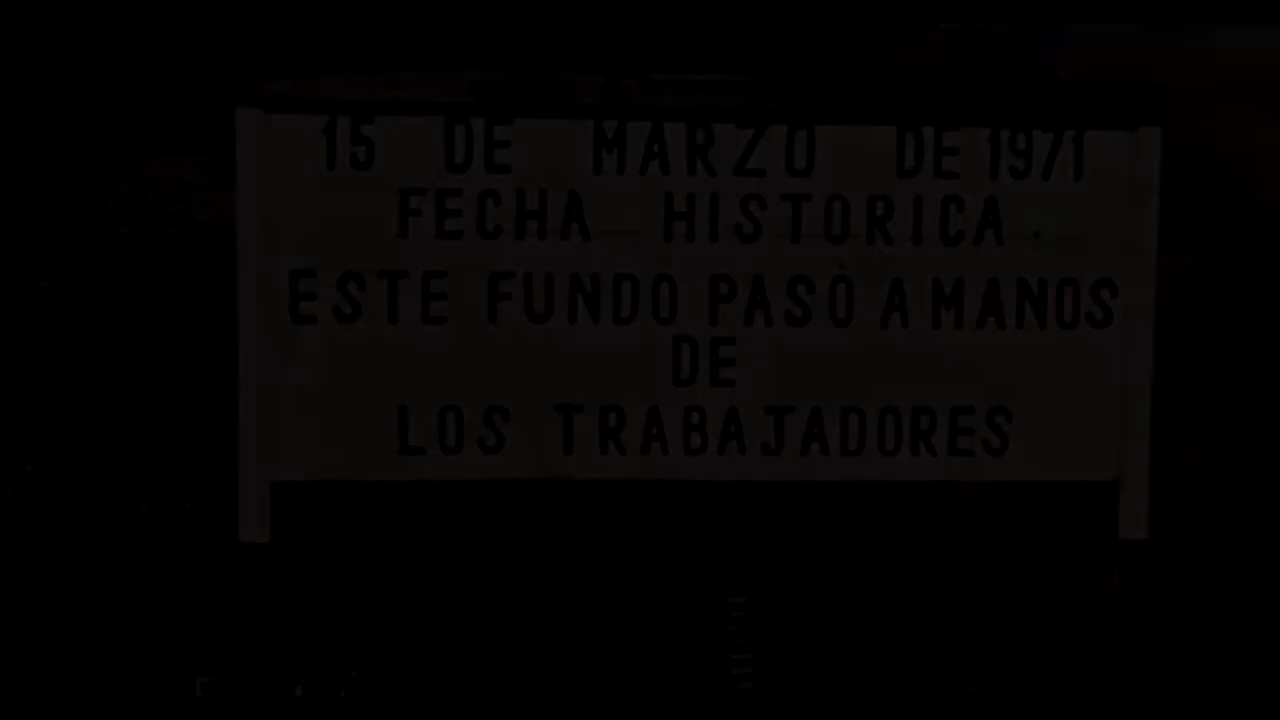 15 DE MARZO DE 1971
FECHA HISTORICA.
ESTE FUNDO PASÓ A MANOS
DE
LOS TRABAJADORES